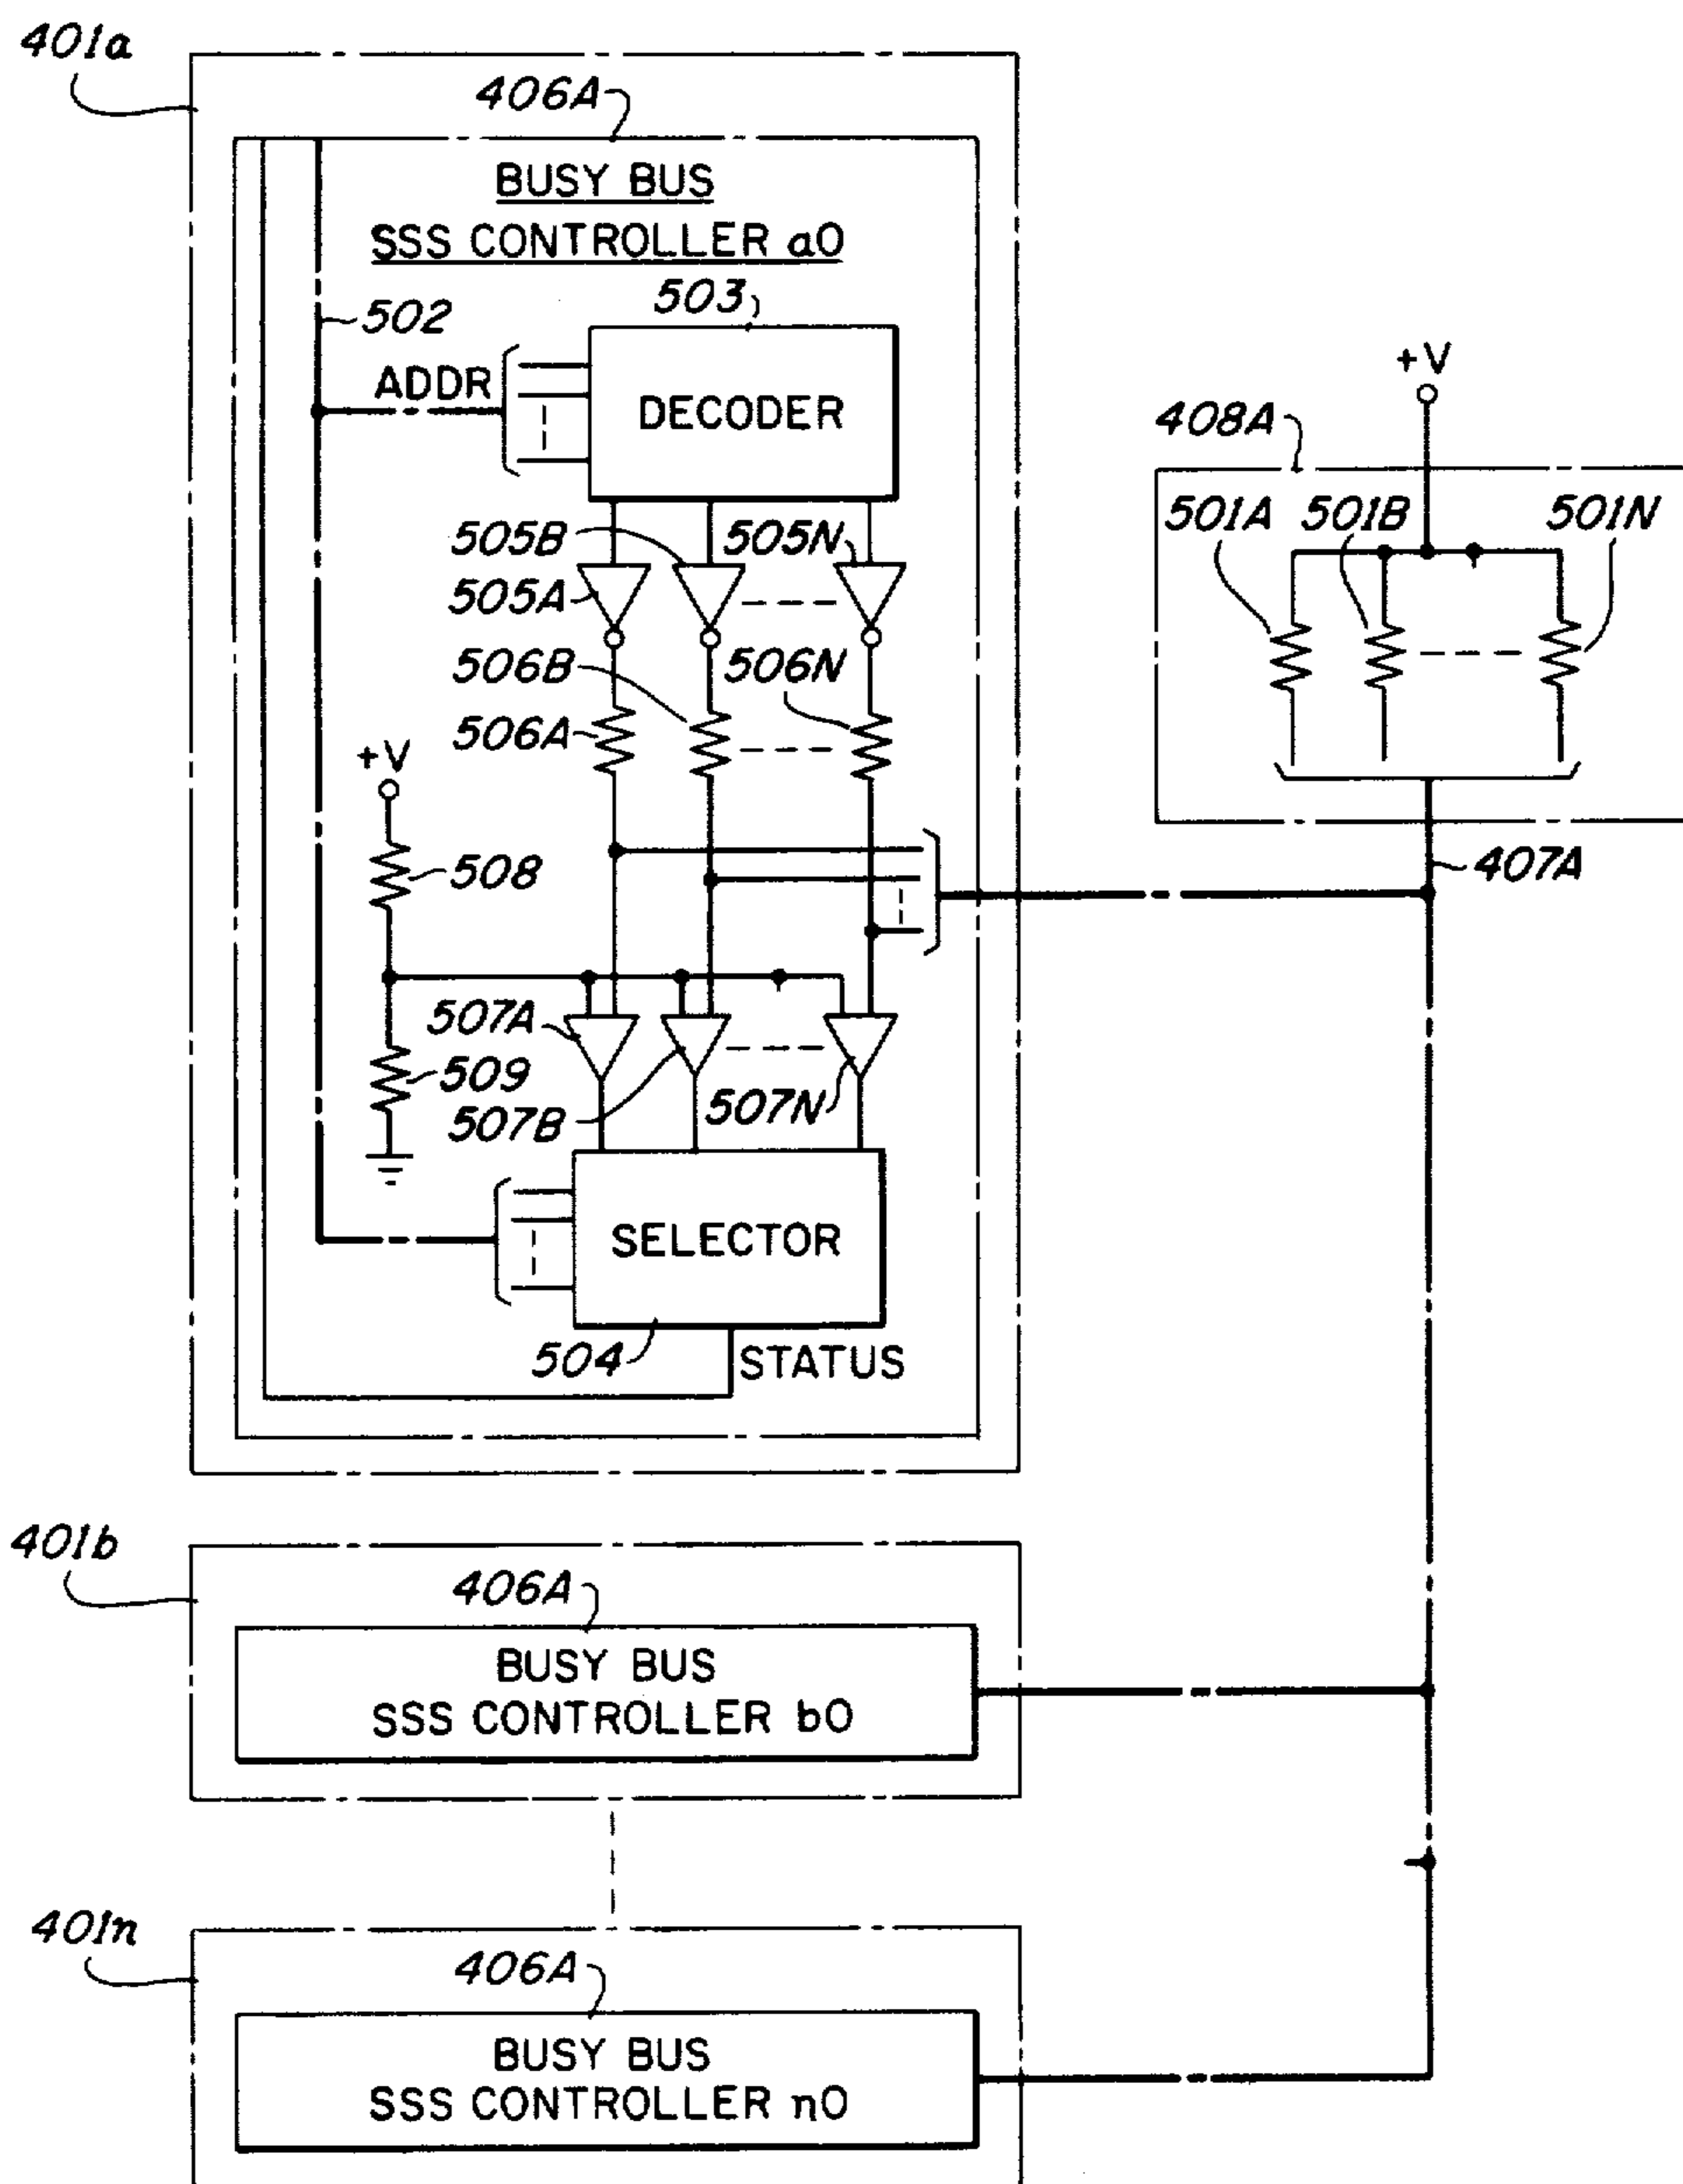 401a
406A
BUSY BUS
SSS CONTROLLER a0
503
502
ADDR
DECODER
505B
505N
505A
506B
506N
506A
+V
508
507A
509
507B
507N
SELECTOR
504
STATUS
+V
408A
501A
501B
501N
407A
401b
406A
BUSY BUS
SSS CONTROLLER b0
401n
406A
BUSY BUS
SSS CONTROLLER n0